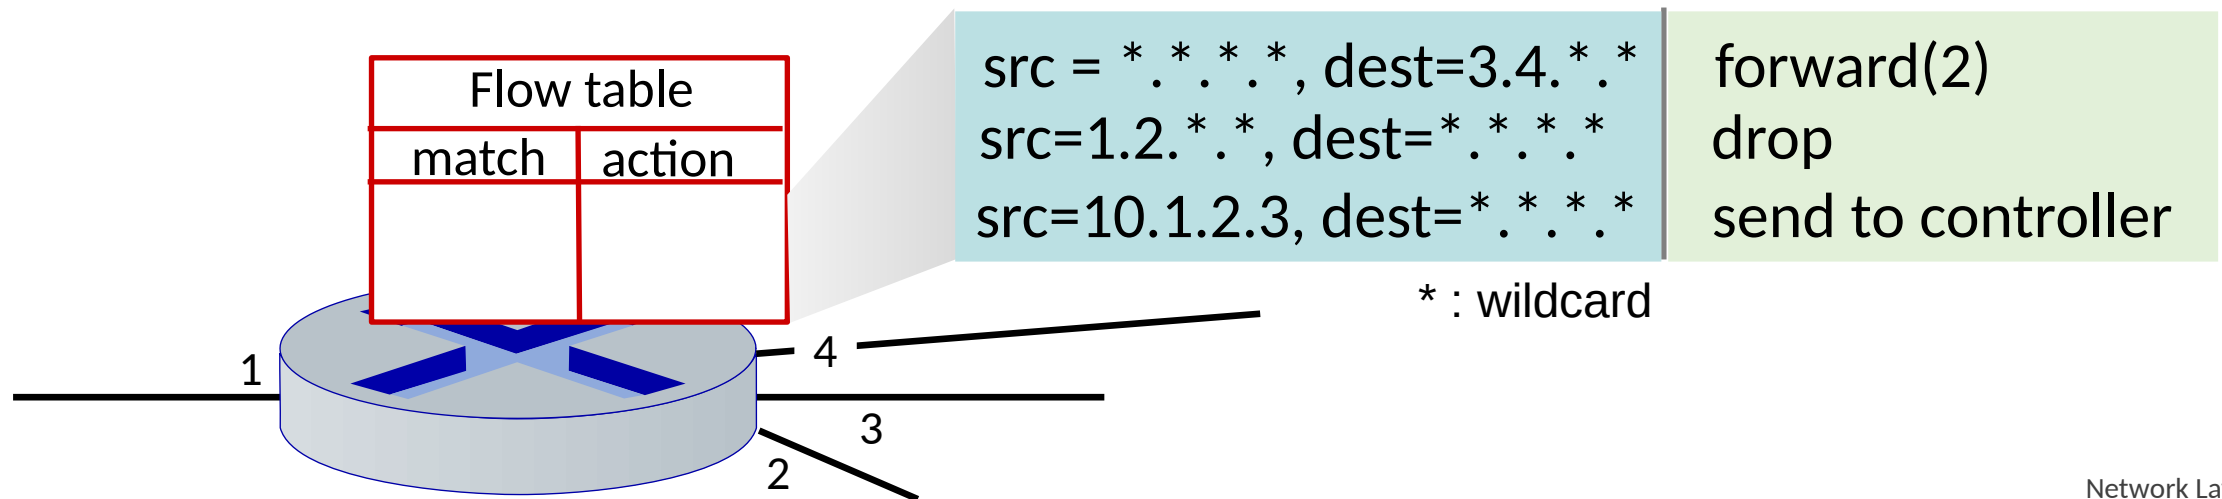 Flow table
match action
src = *.*.*.*, dest=3.4.*.* forward(2)
src=1.2.*.*, dest=*.*.*.* drop
src=10.1.2.3, dest=*.*.*.* send to controller
* : wildcard
1
4
3
2
Network